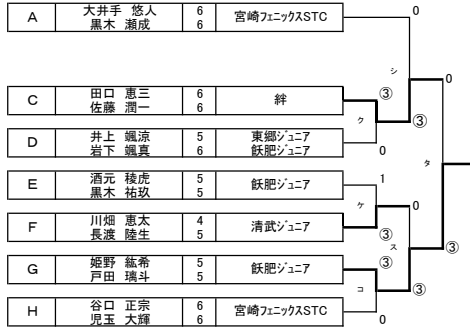 A 大井手 悠人 6 宮崎フェニックスSTC 0
黒木 瀬成 6
シ 0
C 田口 恵三 6 絆 ③
佐藤 潤一 6
ク ③
D 井上 颯涼 5 東郷ジュニア 0
岩下 颯真 6 飫肥ジュニア
タ
E 酒元 稜虎 5 飫肥ジュニア 1
黒木 祐玖 5
ケ 0
F 川畑 恵太 4 清武ジュニア ③
長渡 陸生 5
ス ③
G 姫野 紘希 5 飫肥ジュニア ③
戸田 璃斗 5
コ ③
H 谷口 正宗 6 宮崎フェニックスSTC 0
児玉 大輝 6